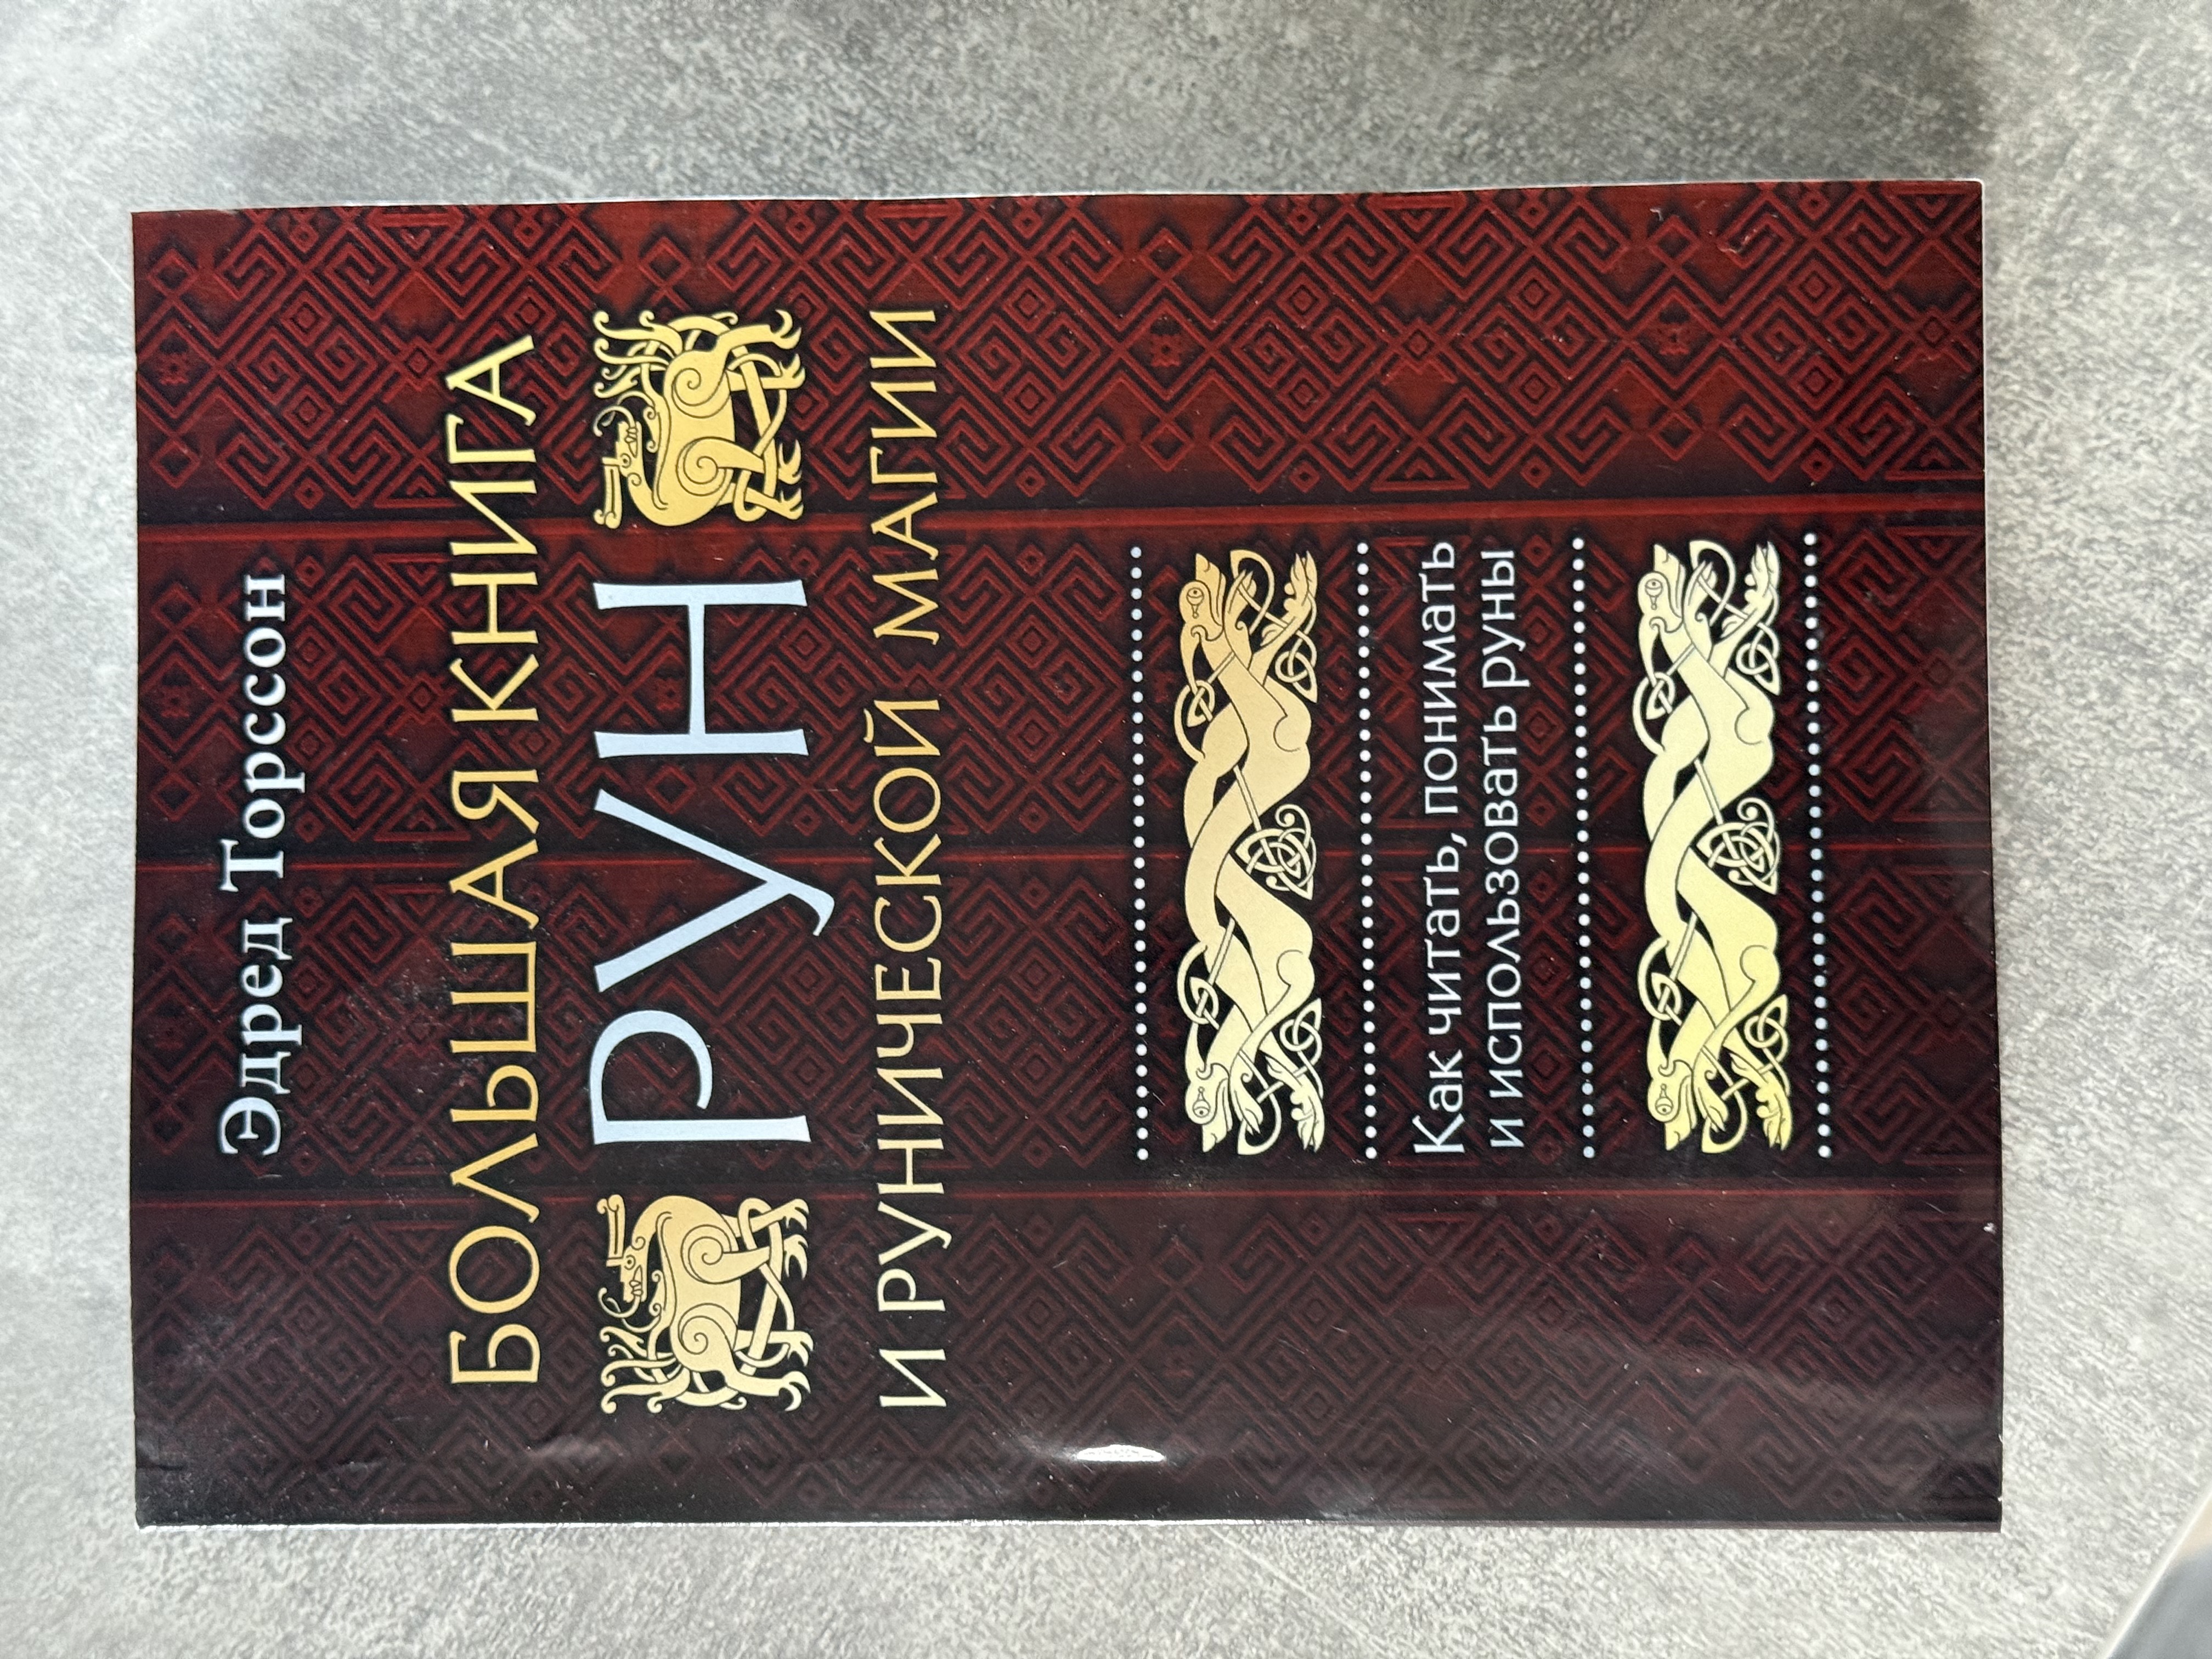 Эдред Торссон
БОЛЬШАЯ КНИГА
РУН
И РУНИЧЕСКОЙ МАГИИ
Как читать, понимать
и использовать руны